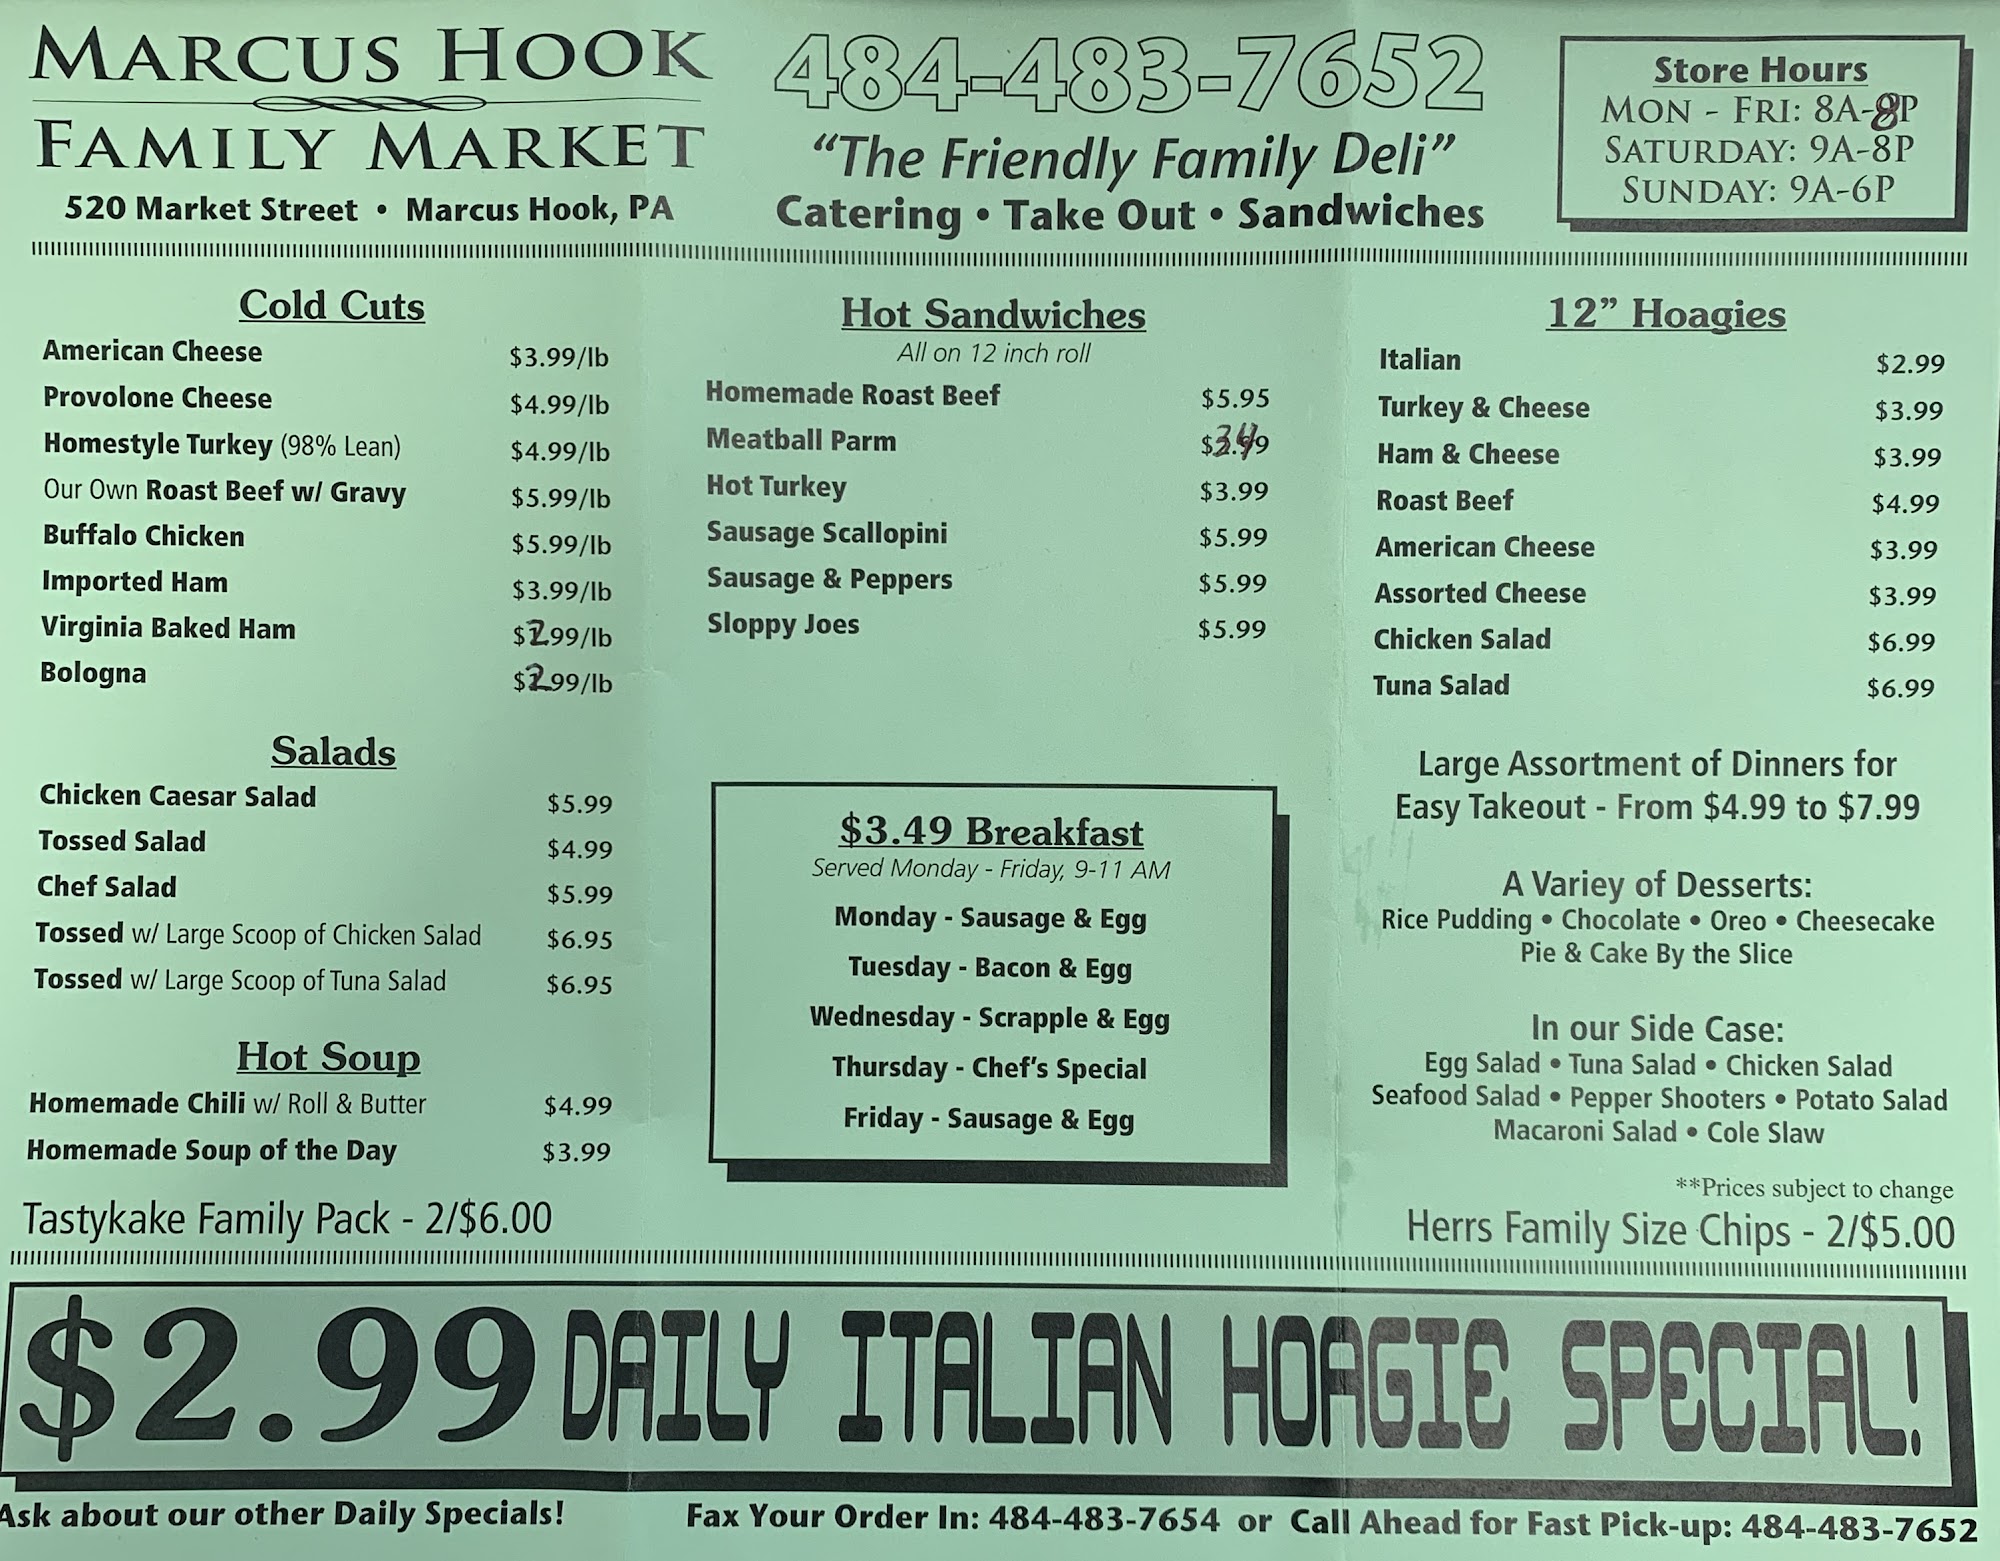 MARCUS HOOK
FAMILY MARKET
520 Market Street • Marcus Hook, PA
484-483-7652
"The Friendly Family Deli"
Catering • Take Out • Sandwiches
Store Hours
MON - FRI: 8A-8P
SATURDAY: 9A-8P
SUNDAY: 9A-6P
Cold Cuts
American Cheese $3.99/lb
Provolone Cheese $4.99/lb
Homestyle Turkey (98% Lean) $4.99/lb
Our Own Roast Beef w/ Gravy $5.99/lb
Buffalo Chicken $5.99/lb
Imported Ham $3.99/lb
Virginia Baked Ham $2.99/lb
Bologna $2.99/lb
Salads
Chicken Caesar Salad $5.99
Tossed Salad $4.99
Chef Salad $5.99
Tossed w/ Large Scoop of Chicken Salad $6.95
Tossed w/ Large Scoop of Tuna Salad $6.95
Hot Soup
Homemade Chili w/ Roll & Butter $4.99
Homemade Soup of the Day $3.99
Tastykake Family Pack - 2/$6.00
Hot Sandwiches
All on 12 inch roll
Homemade Roast Beef $5.95
Meatball Parm
Hot Turkey $3.99
Sausage Scallopini $5.99
Sausage & Peppers $5.99
Sloppy Joes $5.99
$3.49 Breakfast
Served Monday - Friday, 9-11 AM
Monday - Sausage & Egg
Tuesday - Bacon & Egg
Wednesday - Scrapple & Egg
Thursday - Chef's Special
Friday - Sausage & Egg
12" Hoagies
Italian $2.99
Turkey & Cheese $3.99
Ham & Cheese $3.99
Roast Beef $4.99
American Cheese $3.99
Assorted Cheese $3.99
Chicken Salad $6.99
Tuna Salad $6.99
Large Assortment of Dinners for
Easy Takeout - From $4.99 to $7.99
A Variey of Desserts:
Rice Pudding • Chocolate • Oreo • Cheesecake
Pie & Cake By the Slice
In our Side Case:
Egg Salad • Tuna Salad • Chicken Salad
Seafood Salad • Pepper Shooters • Potato Salad
Macaroni Salad • Cole Slaw
**Prices subject to change
Herrs Family Size Chips - 2/$5.00
$2.99 DAILY ITALIAN HOAGIE SPECIAL!
Ask about our other Daily Specials!
Fax Your Order In: 484-483-7654 or Call Ahead for Fast Pick-up: 484-483-7652